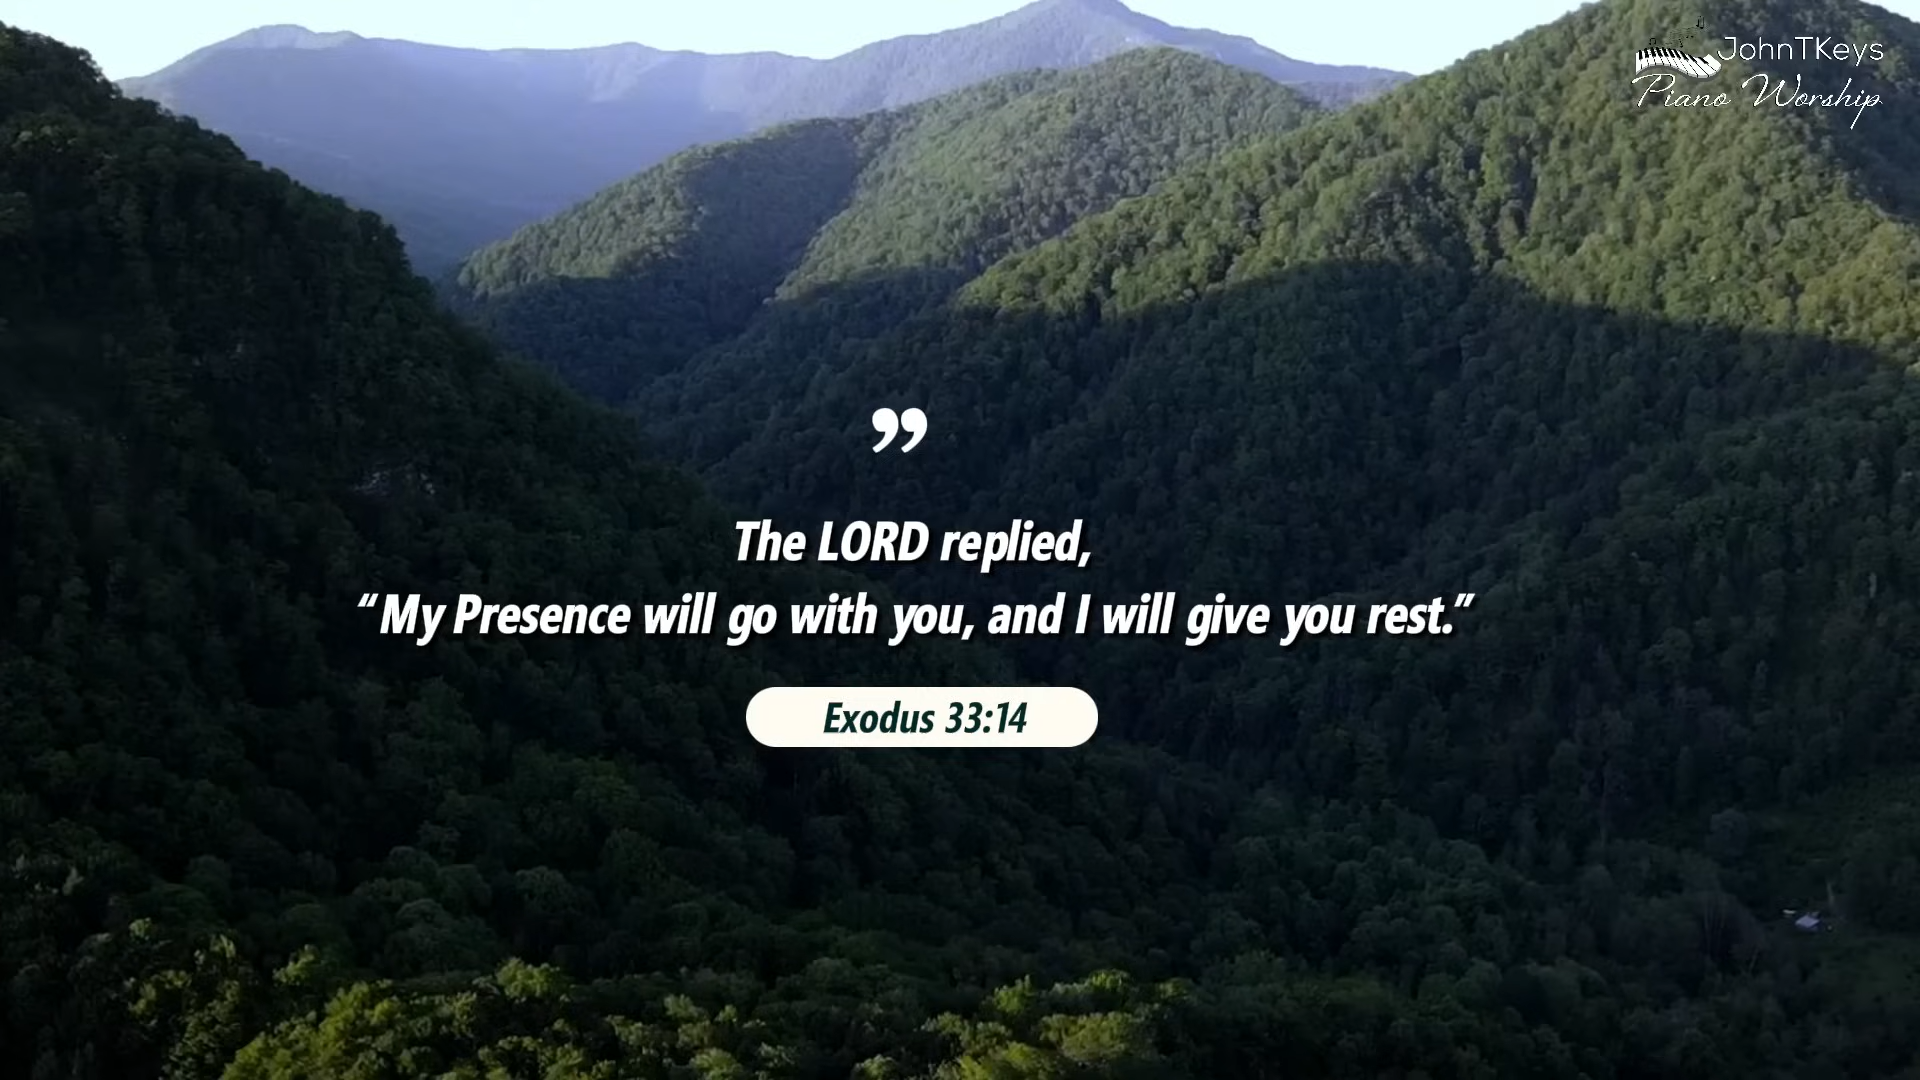 JohnTKeys
Piano Worship
”
The LORD replied,
“My Presence will go with you, and I will give you rest.”
Exodus 33:14